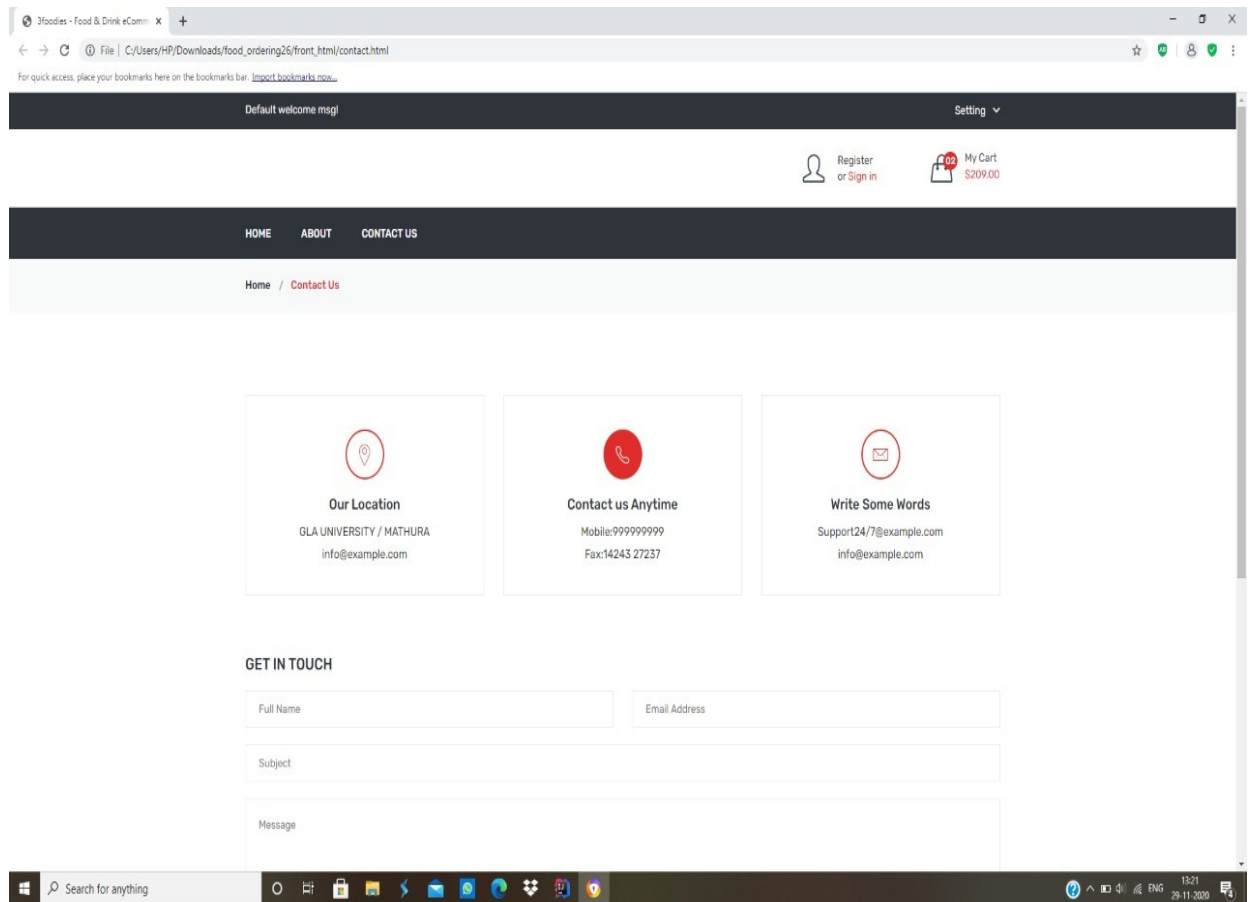 3foodies - Food & Drink eComm
File | C:/Users/HP/Downloads/food_ordering26/front_html/contact.html
For quick access, place your bookmarks here on the bookmarks bar. Import bookmarks now...
Default welcome msg!
Setting
Register
or Sign in
02
My Cart
$209.00
HOME ABOUT CONTACT US
Home / Contact Us
Our Location
GLA UNIVERSITY / MATHURA
info@example.com
Contact us Anytime
Mobile:999999999
Fax:14243 27237
Write Some Words
Support24/7@example.com
info@example.com
GET IN TOUCH
Full Name
Email Address
Subject
Message
Search for anything
ENG
13:21
29-11-2020